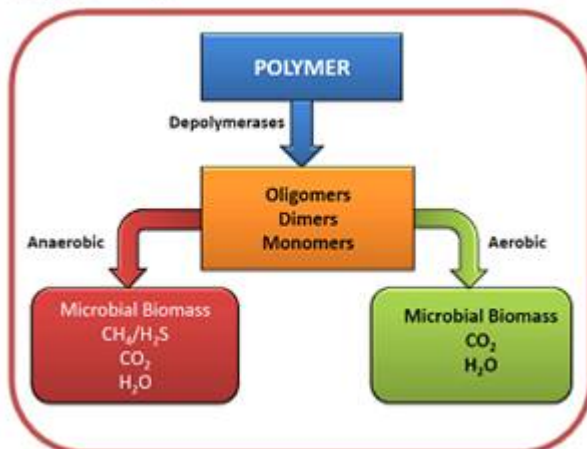 POLYMER
Depolymerases
Oligomers
Dimers
Monomers
Anaerobic
Aerobic
Microbial Biomass
CH₄/H₂S
CO₂
H₂O
Microbial Biomass
CO₂
H₂O